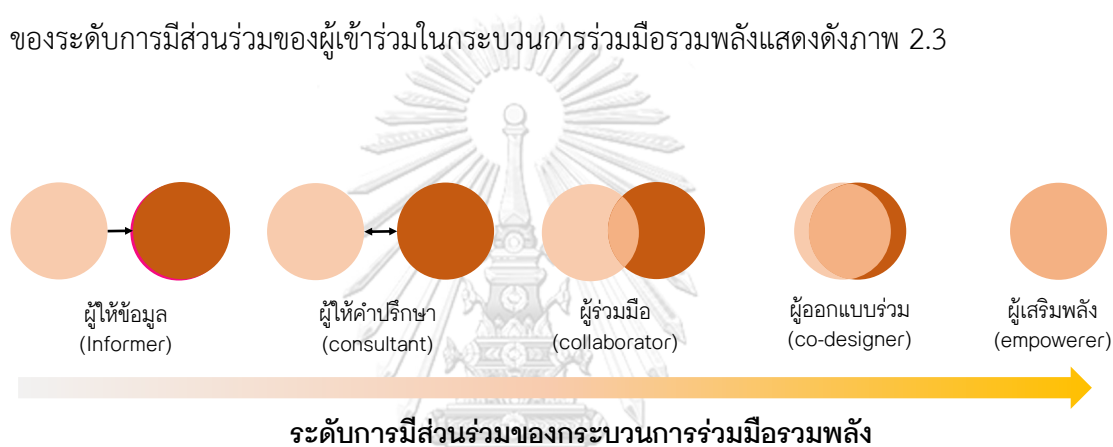 ของระดับการมีส่วนร่วมของผู้เข้าร่วมในกระบวนการร่วมมือรวมพลังแสดงดังภาพ 2.3
ผู้ให้ข้อมูล
(Informer)
ผู้ให้คำปรึกษา
(consultant)
ผู้ร่วมมือ
(collaborator)
ผู้ออกแบบร่วม
(co-designer)
ผู้เสริมพลัง
(empowerer)
ระดับการมีส่วนร่วมของกระบวนการร่วมมือรวมพลัง